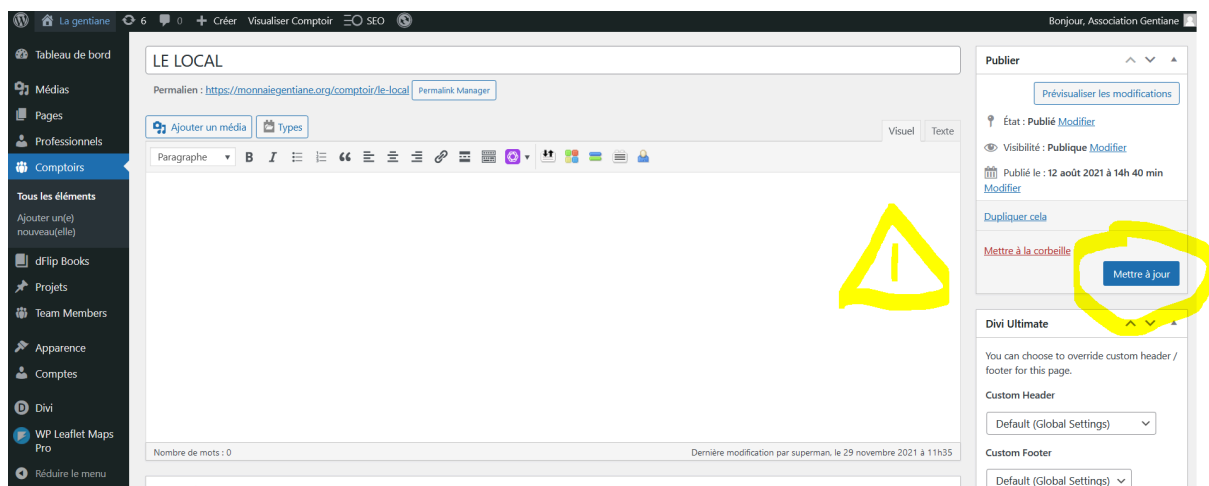 La gentiane 6 0 + Créer Visualiser Comptoir SEO Bonjour, Association Gentiane
Tableau de bord
Médias
Pages
Professionnels
Comptoirs
Tous les éléments
Ajouter un(e)
nouveau(elle)
dFlip Books
Projets
Team Members
Apparence
Comptes
Divi
WP Leaflet Maps
Pro
Réduire le menu
LE LOCAL
Permalien : https://monnaiegentiane.org/comptoir/le-local Permalink Manager
Ajouter un média Types Visuel Texte
Paragraphe B I
Nombre de mots : 0 Dernière modification par superman, le 29 novembre 2021 à 11h35
Publier
Prévisualiser les modifications
État : Publié Modifier
Visibilité : Publique Modifier
Publié le : 12 août 2021 à 14h 40 min
Modifier
Dupliquer cela
Mettre à la corbeille
Mettre à jour
Divi Ultimate
You can choose to override custom header /
footer for this page.
Custom Header
Default (Global Settings)
Custom Footer
Default (Global Settings)